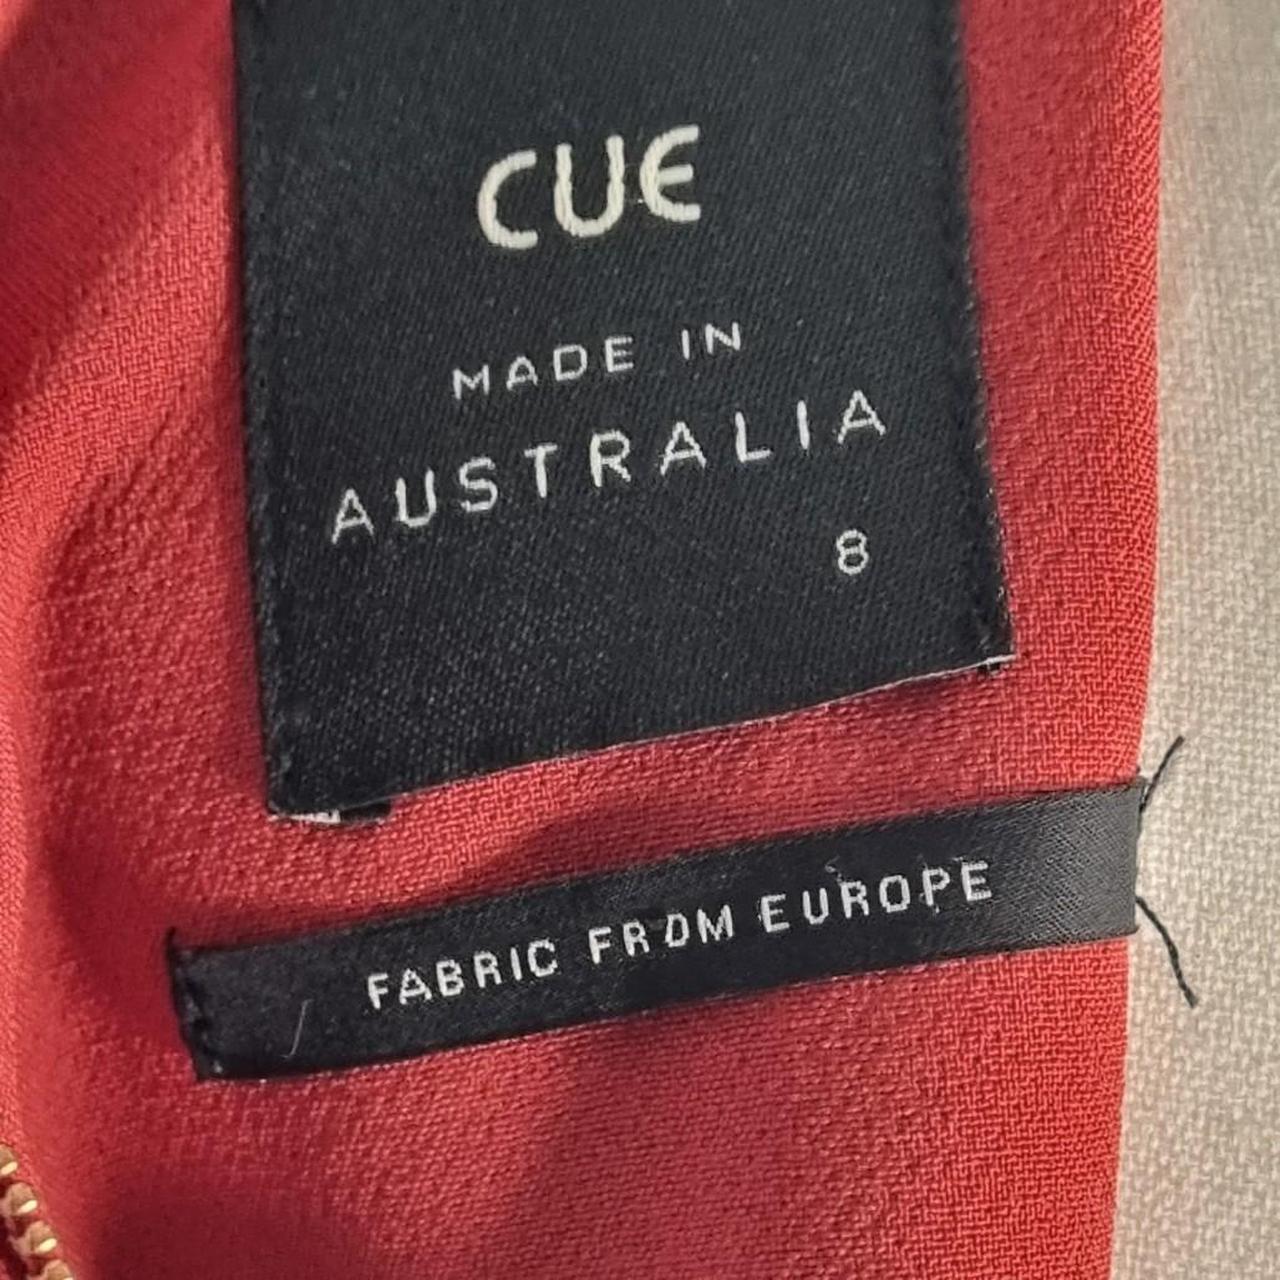 CUE
MADE IN
AUSTRALIA
8
FABRIC FROM EUROPE